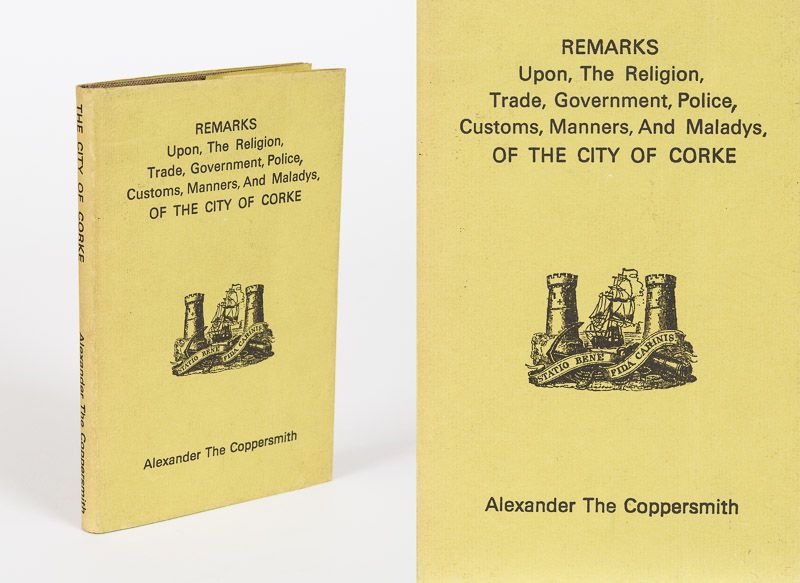 THE CITY OF CORKE
Alexander The Coppersmith
REMARKS
Upon, The Religion,
Trade, Government, Police,
Customs, Manners, And Maladys,
OF THE CITY OF CORKE
STATIO BENE FIDA CARINIS
Alexander The Coppersmith
REMARKS
Upon, The Religion,
Trade, Government, Police,
Customs, Manners, And Maladys,
OF THE CITY OF CORKE
STATIO BENE FIDA CARINIS
Alexander The Coppersmith